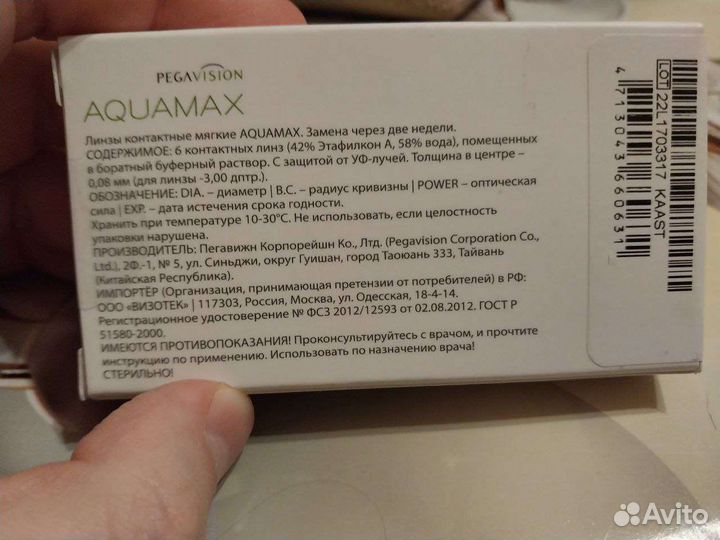 PEGAVISION
AQUAMAX
Линзы контактные мягкие AQUAMAX. Замена через две недели.
СОДЕРЖИМОЕ: 6 контактных линз (42% Этафилкон А, 58% вода), помещенных
в боратный буферный раствор. С защитой от УФ-лучей. Толщина в центре –
0,08 мм (для линзы -3,00 дптр.).
ОБОЗНАЧЕНИЕ: DIA. – диаметр | B.C. – радиус кривизны | POWER – оптическая
сила | EXP. – дата истечения срока годности.
Хранить при температуре 10-30°С. Не использовать, если целостность
упаковки нарушена.
ПРОИЗВОДИТЕЛЬ: Пегавижн Корпорейшн Ко., Лтд. (Pegavision Corporation Co.,
Ltd.). 2Ф.-1, № 5, ул. Синьджи, округ Гуишан, город Таоюань 333, Тайвань
(Китайская Республика).
ИМПОРТЁР (Организация, принимающая претензии от потребителей) в РФ:
ООО «ВИЗОТЕК» | 117303, Россия, Москва, ул. Одесская, 18-4-14.
Регистрационное удостоверение № ФСЗ 2012/12593 от 02.08.2012. ГОСТ Р
51580-2000.
ИМЕЮТСЯ ПРОТИВОПОКАЗАНИЯ! Проконсультируйтесь с врачом, и прочтите
инструкцию по применению. Использовать по назначению врача!
СТЕРИЛЬНО!
4713043660631
LOT 22L1703317 KAAST
Avito